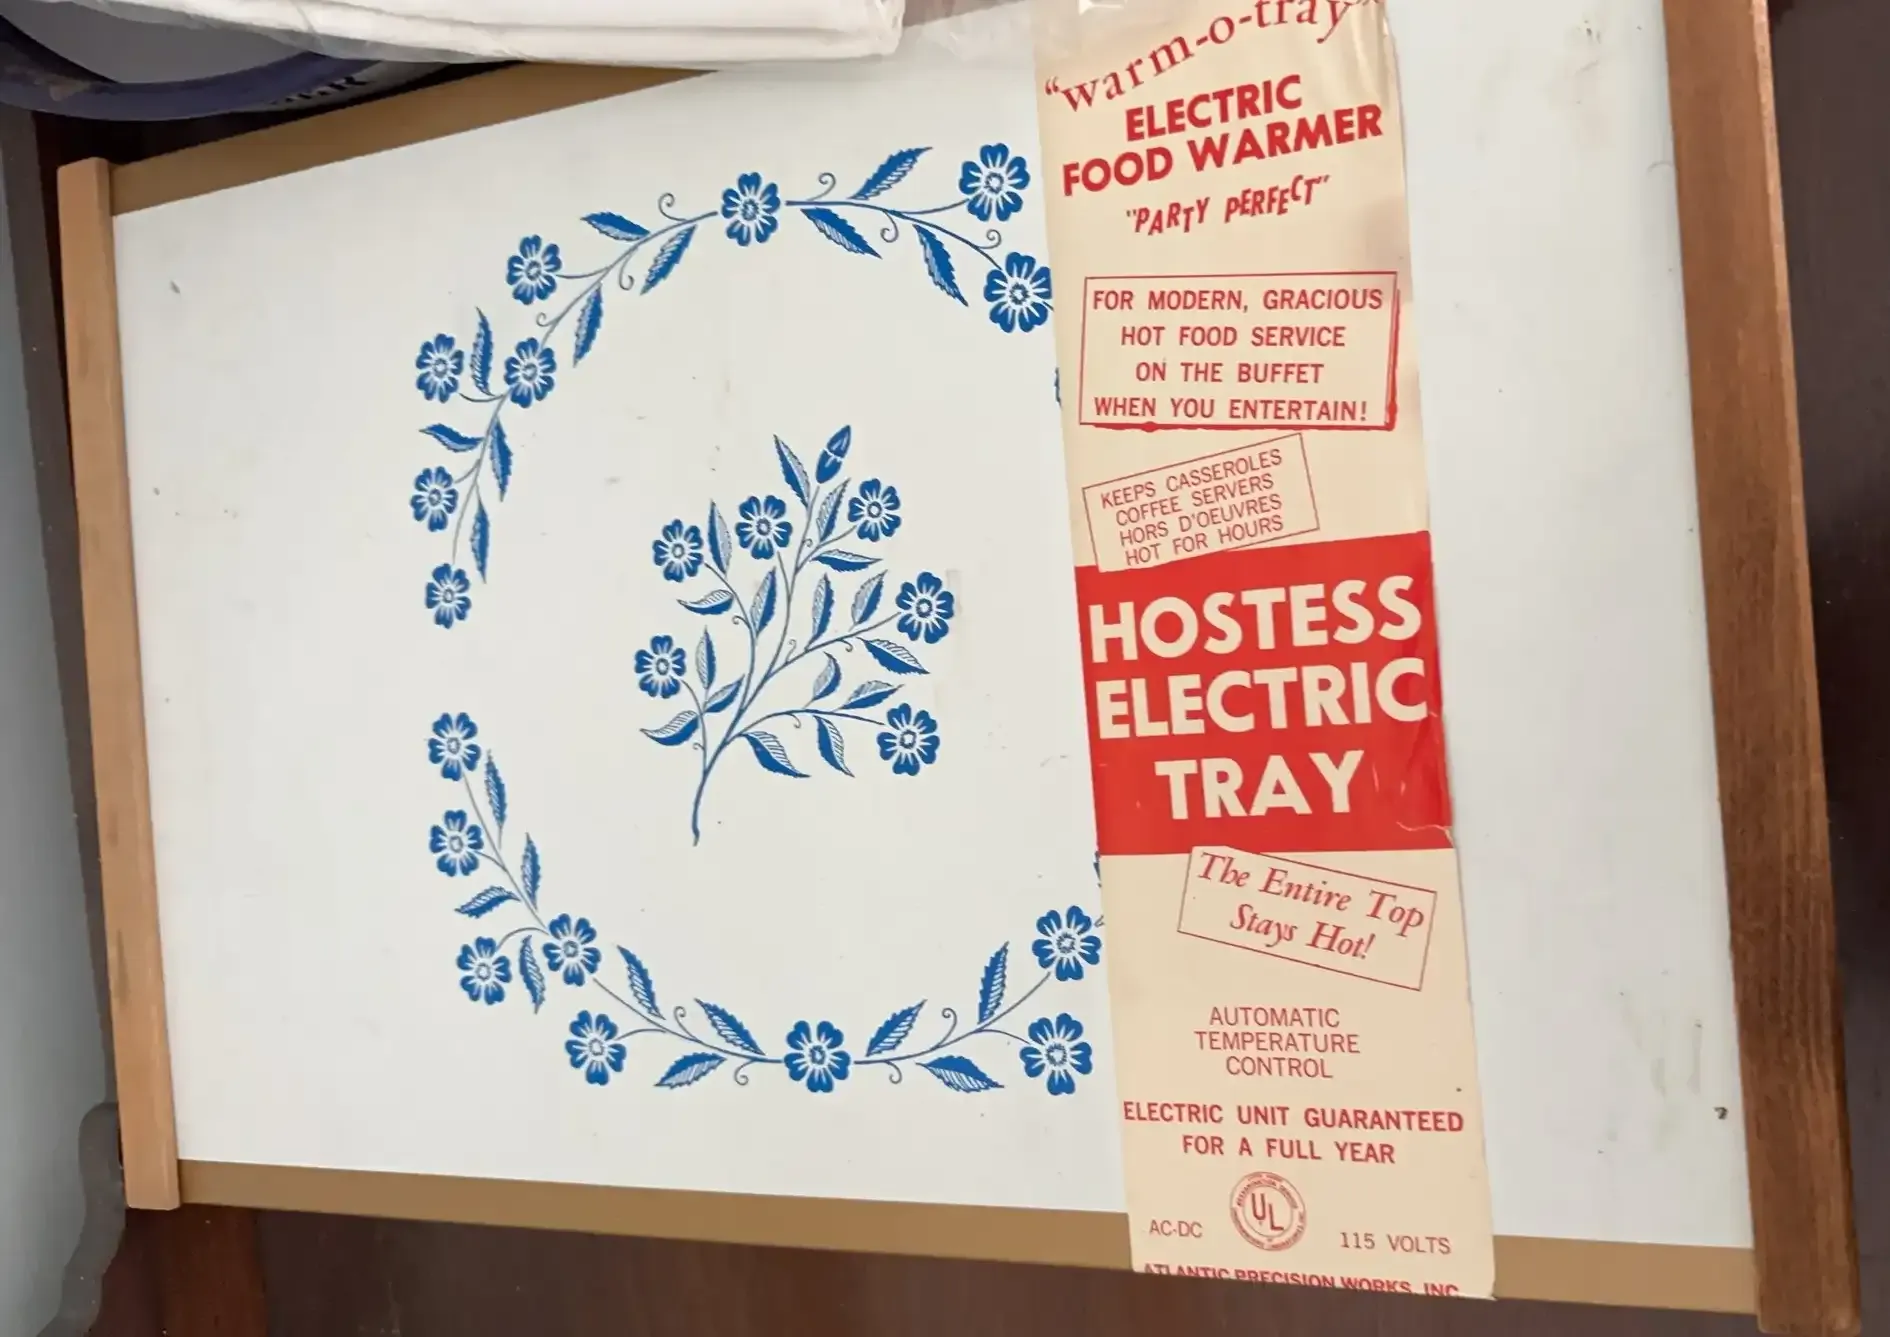 "warm-o-tray"
ELECTRIC
FOOD WARMER
"PARTY PERFECT"
FOR MODERN, GRACIOUS
HOT FOOD SERVICE
ON THE BUFFET
WHEN YOU ENTERTAIN!
KEEPS CASSEROLES
COFFEE SERVERS
HORS D'OEUVRES
HOT FOR HOURS
HOSTESS
ELECTRIC
TRAY
The Entire Top
Stays Hot!
AUTOMATIC
TEMPERATURE
CONTROL
ELECTRIC UNIT GUARANTEED
FOR A FULL YEAR
UL
AC-DC 115 VOLTS
ATLANTIC PRECISION WORKS, INC.